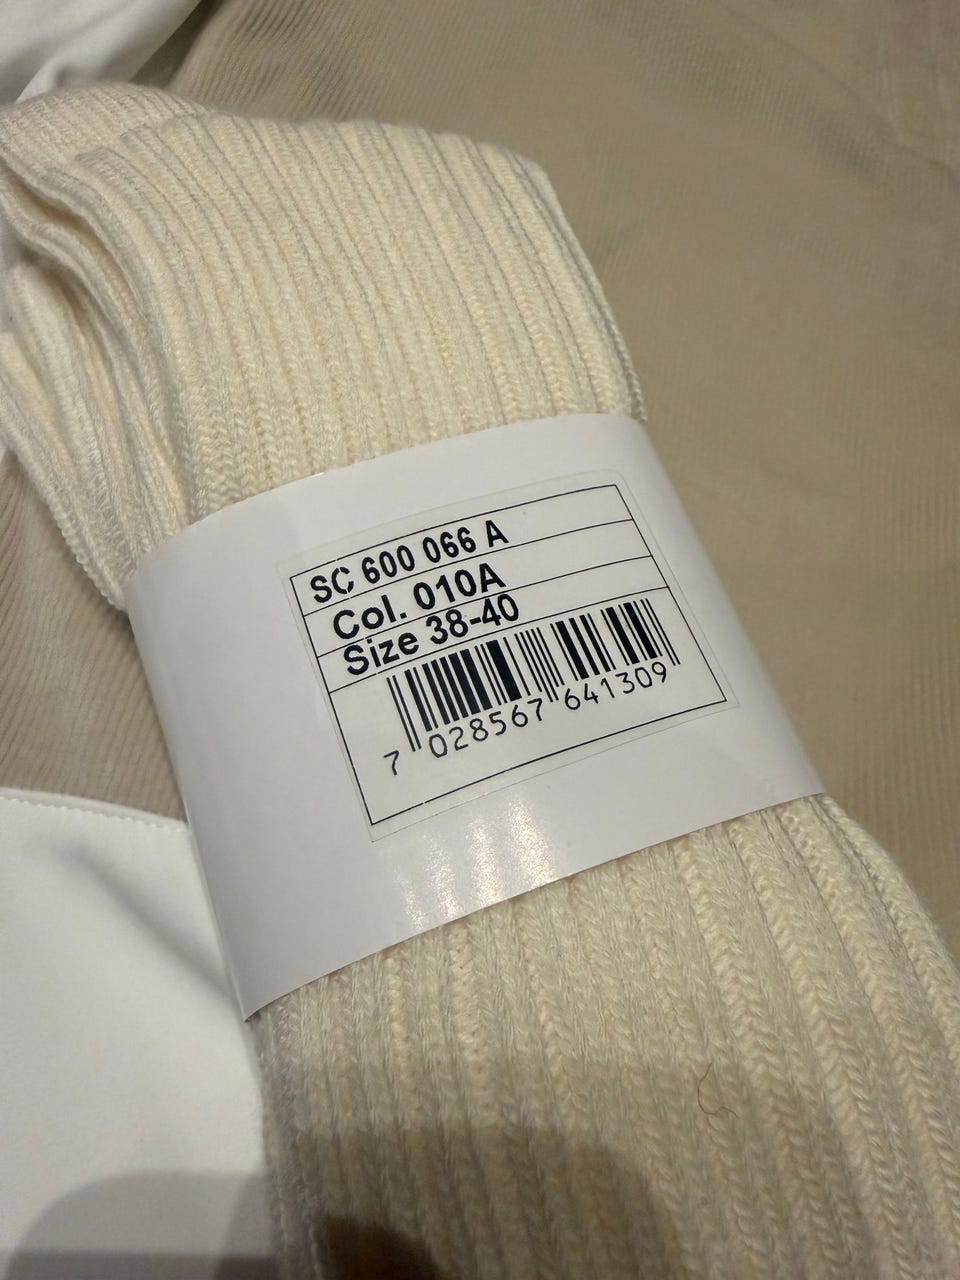 SC 600 066 A
Col. 010A
Size 38-40
7 028567 641309